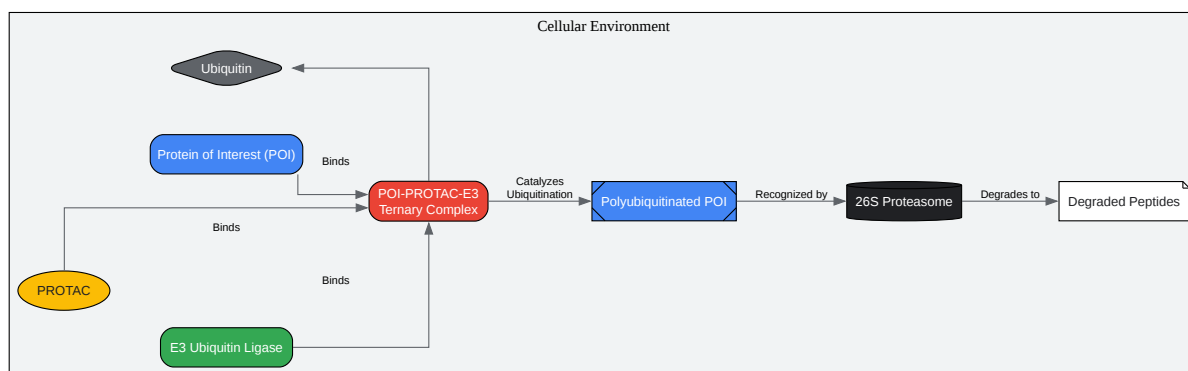 Cellular Environment
Ubiquitin
Protein of Interest (POI)
Binds
POI-PROTAC-E3
Ternary Complex
Catalyzes
Ubiquitination
Polyubiquitinated POI
Recognized by
26S Proteasome
Degrades to
Degraded Peptides
Binds
PROTAC
Binds
E3 Ubiquitin Ligase